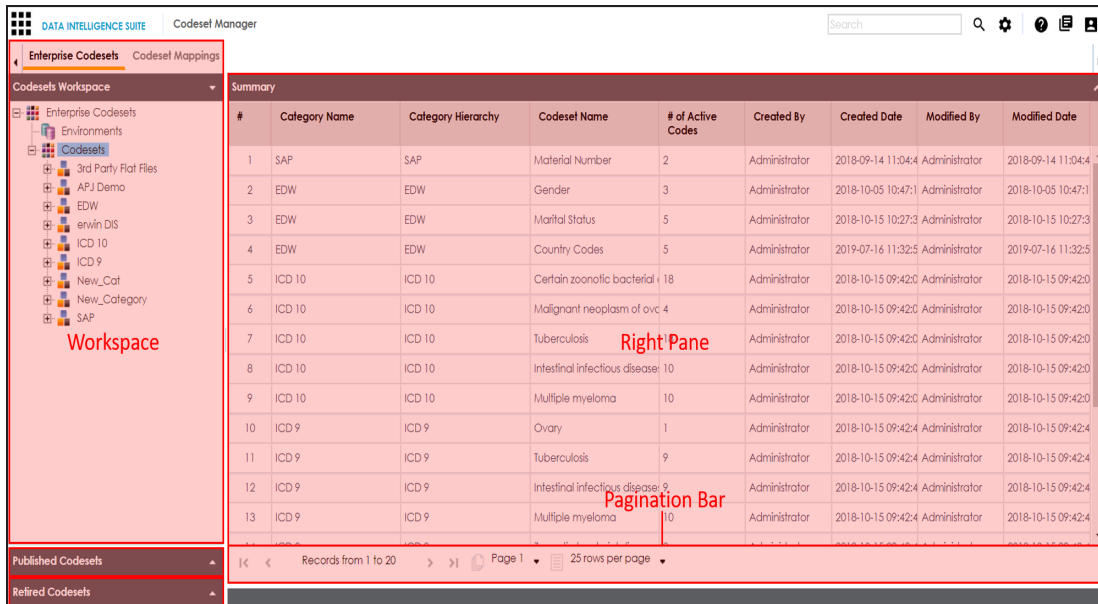 DATA INTELLIGENCE SUITE Codeset Manager Search
Enterprise Codesets Codeset Mappings
Codesets Workspace
Enterprise Codesets
Environments
Codesets
3rd Party Flat Files
APJ Demo
EDW
erwin DIS
ICD 10
ICD 9
New_Cat
New_Category
SAP
Workspace
Published Codesets
Retired Codesets
Summary
# Category Name Category Hierarchy Codeset Name # of Active Codes Created By Created Date Modified By Modified Date
1 SAP SAP Material Number 2 Administrator 2018-09-14 11:04:4 Administrator 2018-09-14 11:04:4
2 EDW EDW Gender 3 Administrator 2018-10-05 10:47:1 Administrator 2018-10-05 10:47:1
3 EDW EDW Marital Status 5 Administrator 2018-10-15 10:27:3 Administrator 2018-10-15 10:27:3
4 EDW EDW Country Codes 5 Administrator 2019-07-16 11:32:5 Administrator 2019-07-16 11:32:5
5 ICD 10 ICD 10 Certain zoonotic bacterial 18 Administrator 2018-10-15 09:42:0 Administrator 2018-10-15 09:42:0
6 ICD 10 ICD 10 Malignant neoplasm of ova 4 Administrator 2018-10-15 09:42:0 Administrator 2018-10-15 09:42:0
7 ICD 10 ICD 10 Tuberculosis Administrator 2018-10-15 09:42:0 Administrator 2018-10-15 09:42:0
Right Pane
8 ICD 10 ICD 10 Intestinal infectious diseases 10 Administrator 2018-10-15 09:42:0 Administrator 2018-10-15 09:42:0
9 ICD 10 ICD 10 Multiple myeloma 10 Administrator 2018-10-15 09:42:0 Administrator 2018-10-15 09:42:0
10 ICD 9 ICD 9 Ovary 1 Administrator 2018-10-15 09:42:4 Administrator 2018-10-15 09:42:4
11 ICD 9 ICD 9 Tuberculosis 9 Administrator 2018-10-15 09:42:4 Administrator 2018-10-15 09:42:4
12 ICD 9 ICD 9 Intestinal infectious diseases 9 Administrator 2018-10-15 09:42:4 Administrator 2018-10-15 09:42:4
Pagination Bar
13 ICD 9 ICD 9 Multiple myeloma 10 Administrator 2018-10-15 09:42:4 Administrator 2018-10-15 09:42:4
Records from 1 to 20 Page 1 25 rows per page